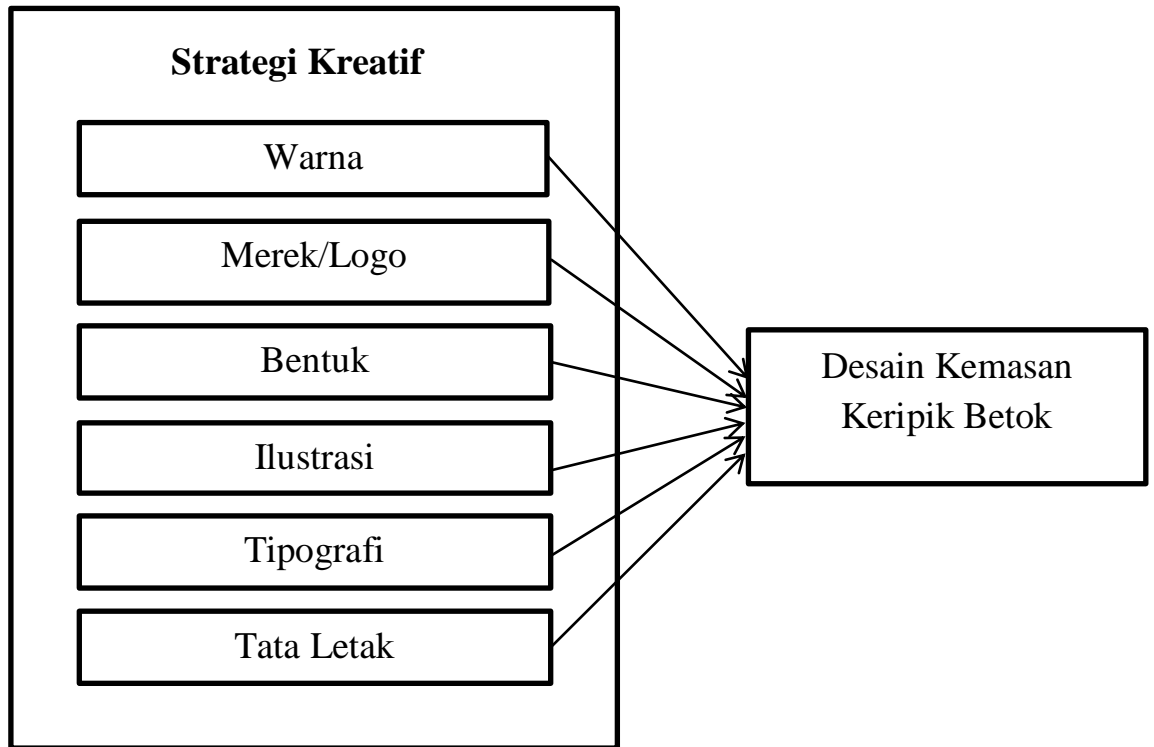 Strategi Kreatif
Warna
Merek/Logo
Bentuk
Ilustrasi
Tipografi
Tata Letak
Desain Kemasan
Keripik Betok